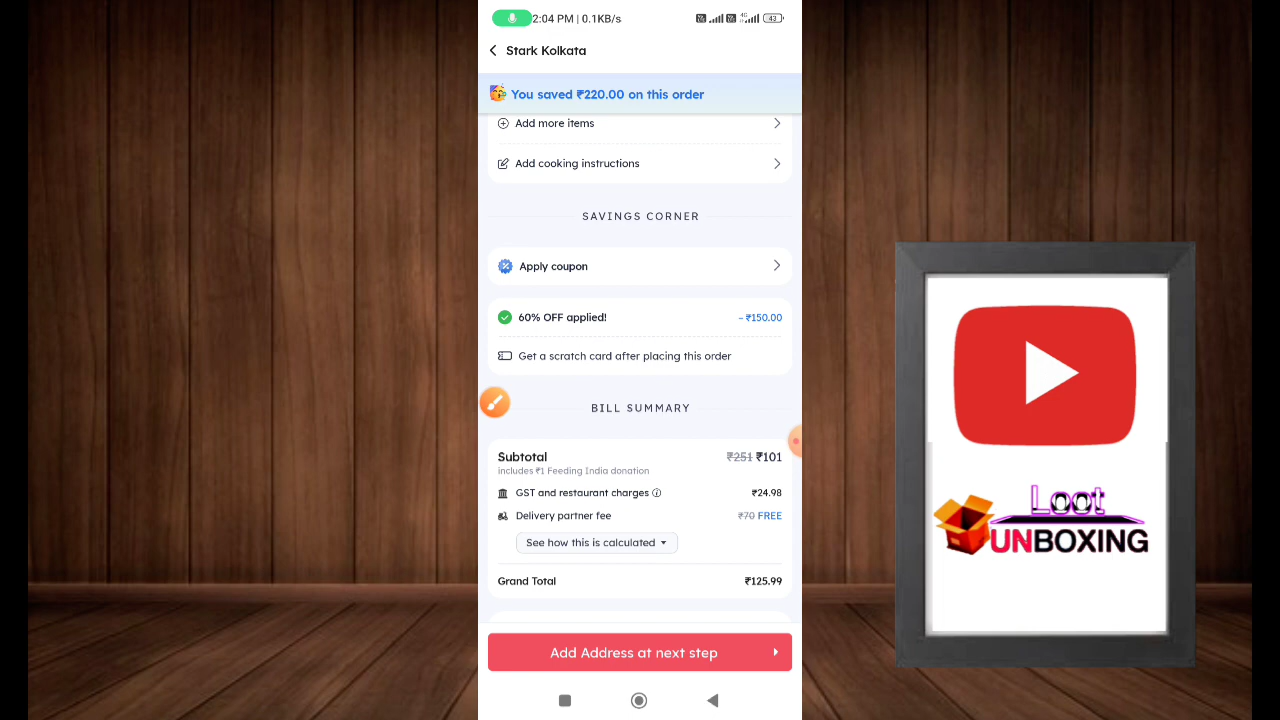 2:04 PM | 0.1KB/s
4G
43
Stark Kolkata
You saved ₹220.00 on this order
Add more items
Add cooking instructions
SAVINGS CORNER
Apply coupon
60% OFF applied!
- ₹150.00
Get a scratch card after placing this order
BILL SUMMARY
Subtotal
₹251 ₹101
includes ₹1 Feeding India donation
GST and restaurant charges
₹24.98
Delivery partner fee
₹70 FREE
See how this is calculated
Grand Total
₹125.99
Add Address at next step
Loot
UNBOXING